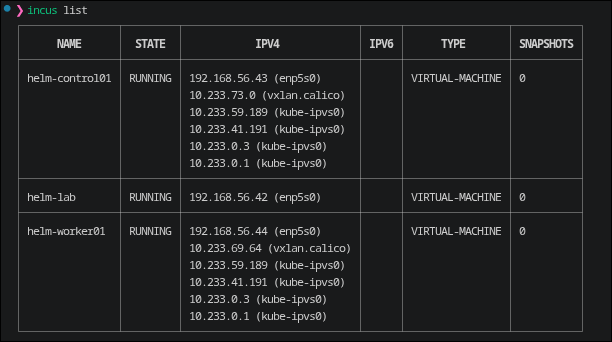 ❯ incus list
NAME STATE IPV4 IPV6 TYPE SNAPSHOTS
helm-control01 RUNNING 192.168.56.43 (enp5s0) VIRTUAL-MACHINE 0
10.233.73.0 (vxlan.calico)
10.233.59.189 (kube-ipvs0)
10.233.41.191 (kube-ipvs0)
10.233.0.3 (kube-ipvs0)
10.233.0.1 (kube-ipvs0)
helm-lab RUNNING 192.168.56.42 (enp5s0) VIRTUAL-MACHINE 0
helm-worker01 RUNNING 192.168.56.44 (enp5s0) VIRTUAL-MACHINE 0
10.233.69.64 (vxlan.calico)
10.233.59.189 (kube-ipvs0)
10.233.41.191 (kube-ipvs0)
10.233.0.3 (kube-ipvs0)
10.233.0.1 (kube-ipvs0)